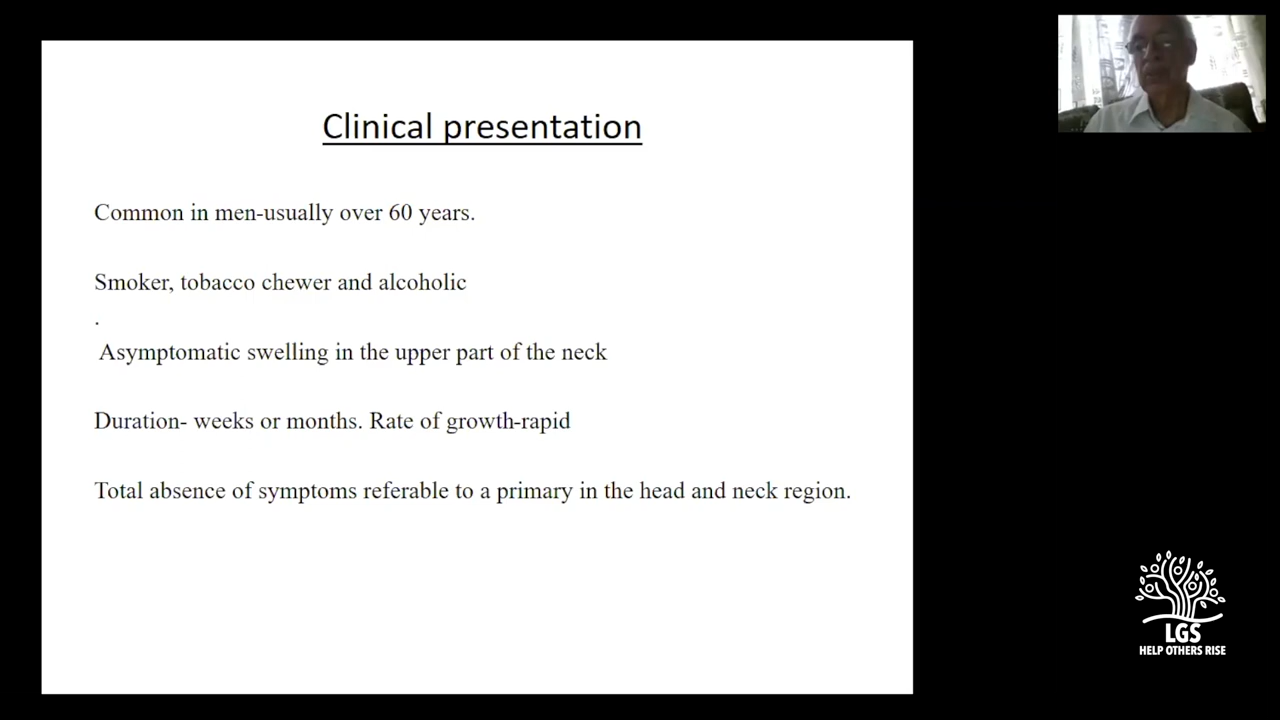 Clinical presentation
Common in men-usually over 60 years.
Smoker, tobacco chewer and alcoholic
.
Asymptomatic swelling in the upper part of the neck
Duration- weeks or months. Rate of growth-rapid
Total absence of symptoms referable to a primary in the head and neck region.
LGS
HELP OTHERS RISE